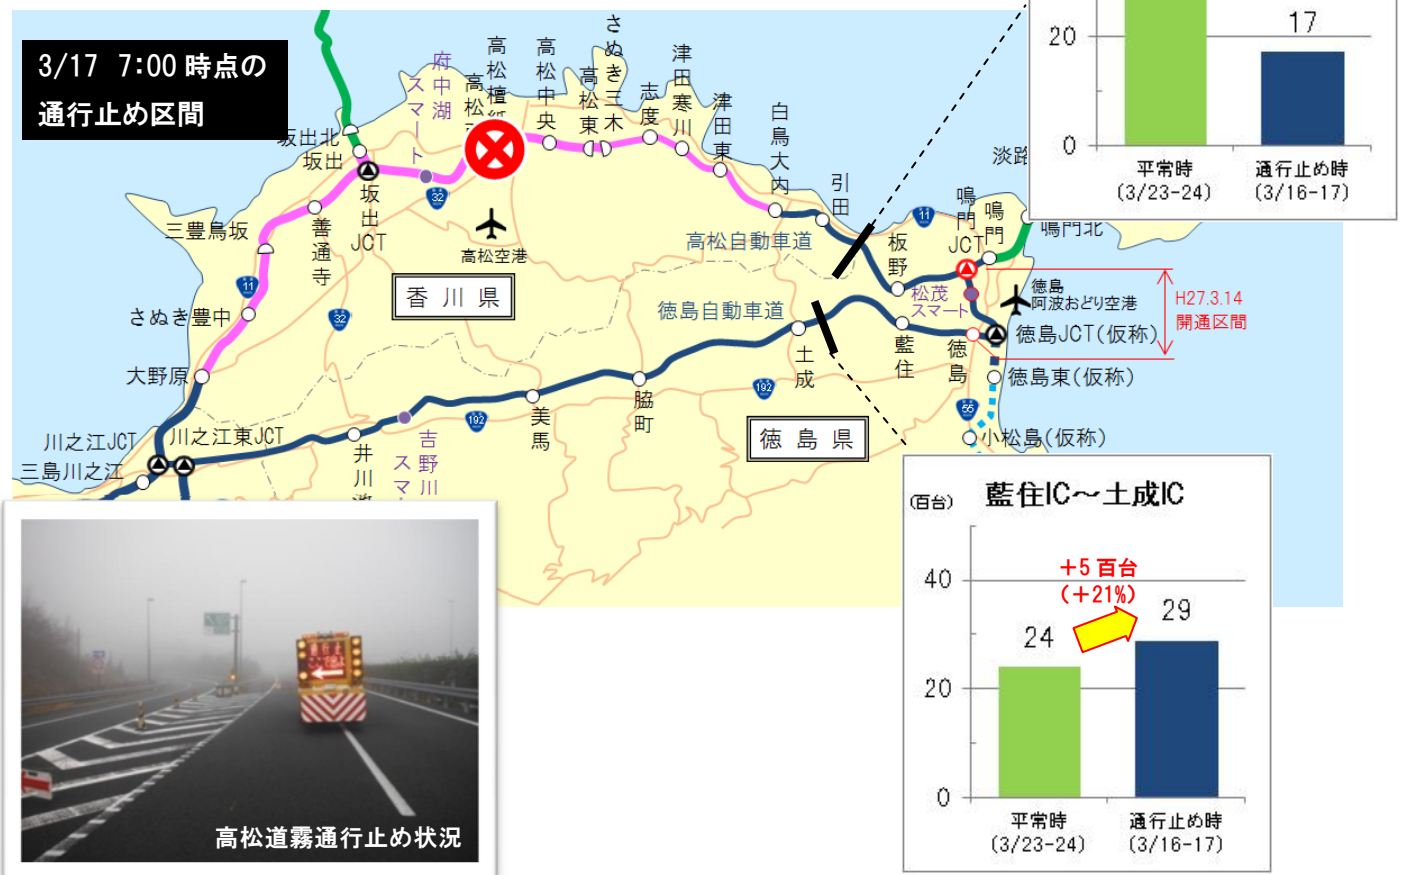 3/17 7:00 時点の
通行止め区間
坂出北
坂出
府中湖
スマート
高松檀紙
高松
高松中央
高松東
さぬき三木
志度
津田寒川
津田東
白鳥大内
引田
板野
鳴門
JCT
鳴門
鳴門北
淡路
坂出
JCT
善通寺
三豊鳥坂
11
さぬき豊中
大野原
川之江JCT
川之江東JCT
三島川之江
32
32
高松空港
香川県
高松自動車道
徳島自動車道
11
松茂
スマート
徳島
阿波おどり空港
H27.3.14
開通区間
徳島JCT(仮称)
徳島東(仮称)
小松島(仮称)
55
徳島
藍住
土成
脇町
美馬
192
192
吉野川
スマ
井川
徳島県
20
17
0
平常時
(3/23-24)
通行止め時
(3/16-17)
(百台)
藍住IC～土成IC
＋5 百台
(＋21%)
40
24
29
20
0
平常時
(3/23-24)
通行止め時
(3/16-17)
高松道霧通行止め状況